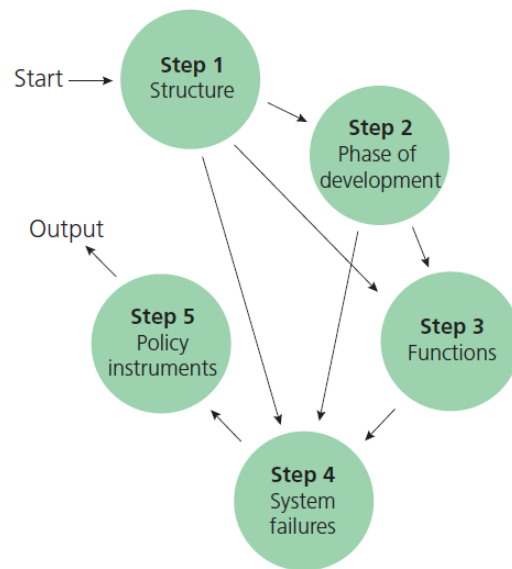 Start
Step 1
Structure
Step 2
Phase of
development
Step 3
Functions
Step 4
System
failures
Step 5
Policy
instruments
Output